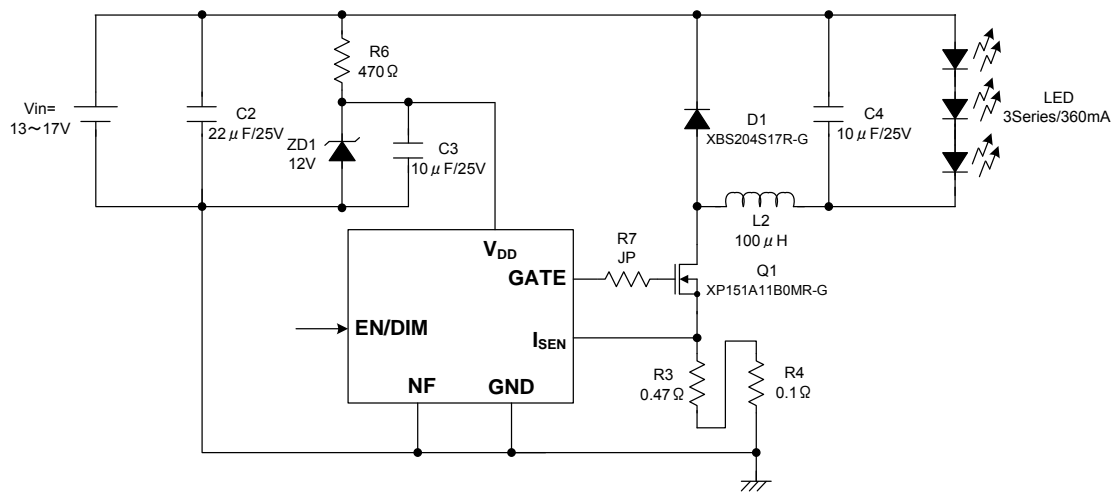 Vin=
13～17V
C2
22μF/25V
R6
470Ω
ZD1
12V
C3
10μF/25V
D1
XBS204S17R-G
C4
10μF/25V
LED
3Series/360mA
L2
100μH
VDD
GATE
R7
JP
Q1
XP151A11B0MR-G
EN/DIM
ISEN
NF
GND
R3
0.47Ω
R4
0.1Ω